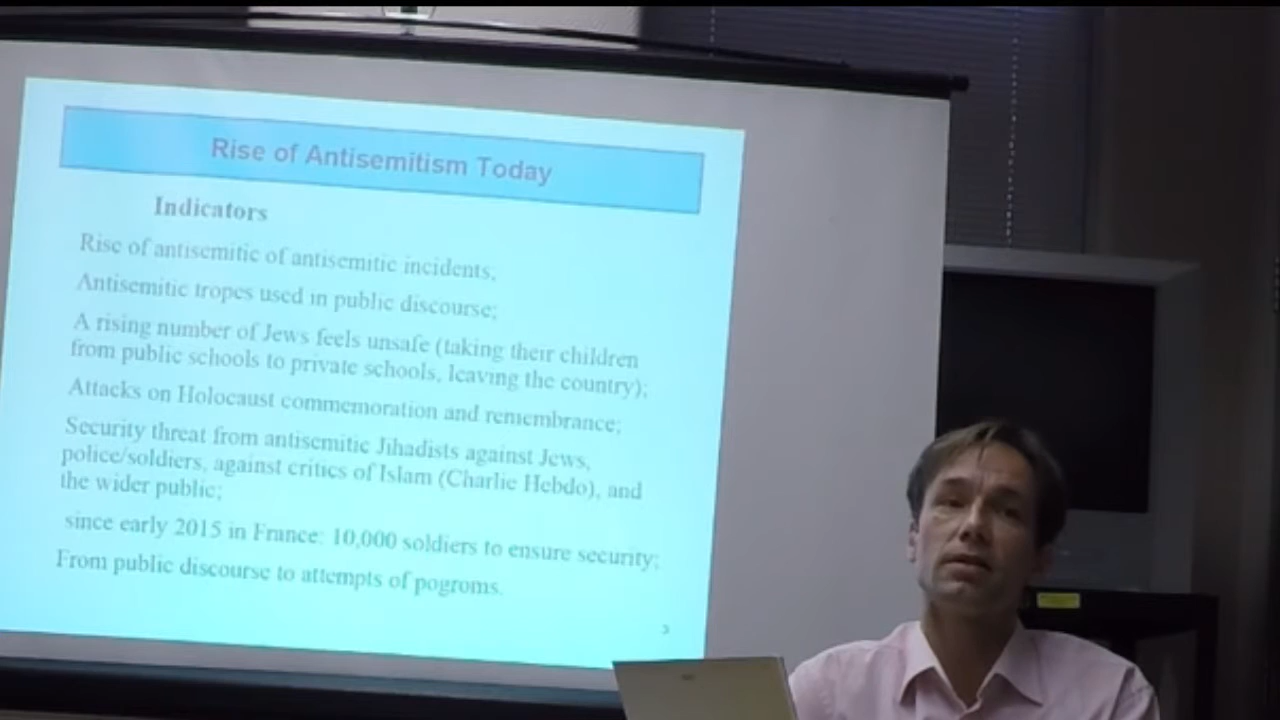 Rise of Antisemitism Today
Indicators
Rise of antisemitic of antisemitic incidents;
Antisemitic tropes used in public discourse;
A rising number of Jews feels unsafe (taking their children
from public schools to private schools, leaving the country);
Attacks on Holocaust commemoration and remembrance;
Security threat from antisemitic Jihadists against Jews,
police/soldiers, against critics of Islam (Charlie Hebdo), and
the wider public;
since early 2015 in France: 10,000 soldiers to ensure security;
From public discourse to attempts of pogroms.
3